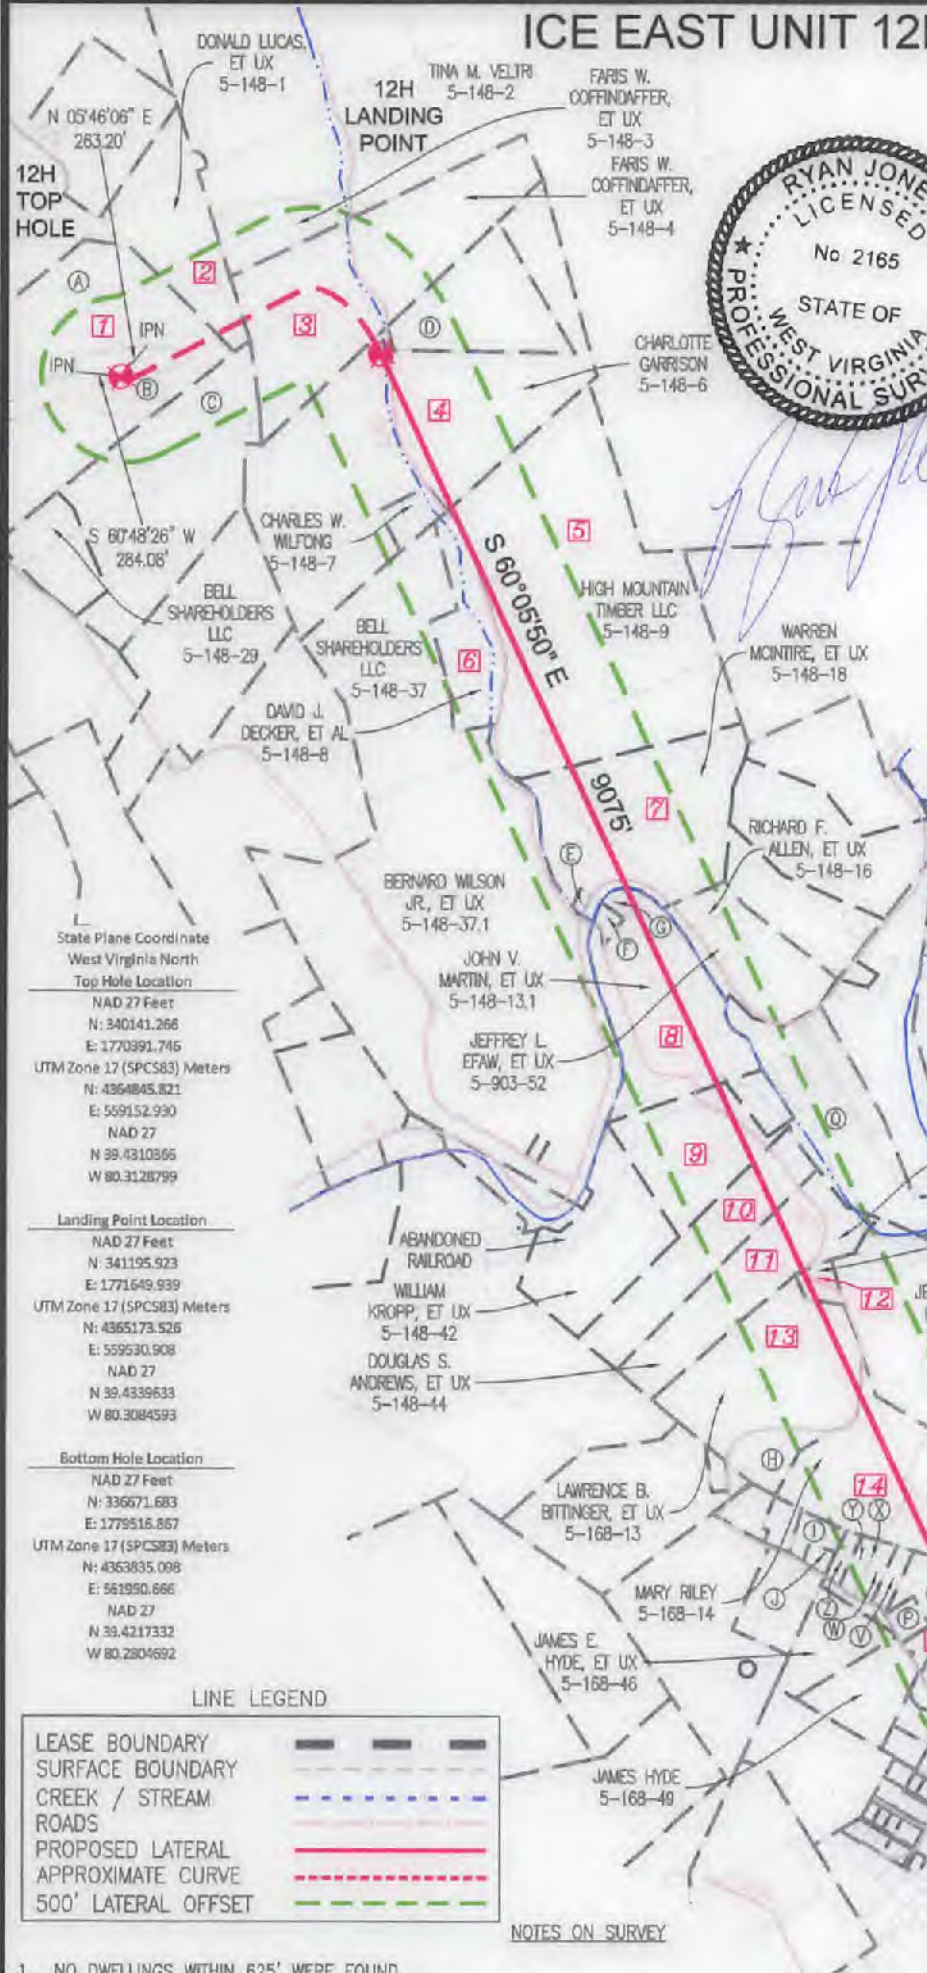 ICE EAST UNIT 12
DONALD LUCAS,
ET UX
5-148-1
TINA M. VELTRI
5-148-2
12H
LANDING
POINT
FARIS W.
COFFINDAFFER,
ET UX
5-148-3
FARIS W.
COFFINDAFFER,
ET UX
5-148-4
N 05°46'06" E
263.20'
12H
TOP
HOLE
RYAN JONE
LICENSED
No 2165
STATE OF
WEST VIRGINIA
★ PROFESSIONAL SURV
A
2
1
3
IPN
IPN
B
C
D
CHARLOTTE
GARRISON
5-148-6
4
S 60°48'26" W
284.08'
CHARLES W.
WILFONG
5-148-7
5
S 60°05'50" E
9075'
BELL
SHAREHOLDERS
LLC
5-148-29
HIGH MOUNTAIN
TIMBER LLC
5-148-9
BELL
SHAREHOLDERS
LLC
5-148-37
6
WARREN
MCINTIRE, ET UX
5-148-18
DAVID J.
DECKER, ET AL
5-148-8
7
RICHARD F.
ALLEN, ET UX
5-148-16
E
BERNARD WILSON
JR., ET UX
5-148-37.1
G
F
JOHN V.
MARTIN, ET UX
5-148-13.1
8
JEFFREY L.
EFAW, ET UX
5-903-52
Q
9
10
11
12
13
ABANDONED
RAILROAD
WILLIAM
KROPP, ET UX
5-148-42
DOUGLAS S.
ANDREWS, ET UX
5-148-44
JE
State Plane Coordinate
West Virginia North
Top Hole Location
NAD 27 Feet
N: 340141.266
E: 1770391.746
UTM Zone 17 (SPCS83) Meters
N: 4364845.821
E: 559152.930
NAD 27
N 39.4310366
W 80.3128799
Landing Point Location
NAD 27 Feet
N: 341195.923
E: 1771649.939
UTM Zone 17 (SPCS83) Meters
N: 4365173.526
E: 559530.908
NAD 27
N 39.4339633
W 80.3084593
Bottom Hole Location
NAD 27 Feet
N: 336671.683
E: 1779516.867
UTM Zone 17 (SPCS83) Meters
N: 4363835.098
E: 561950.666
NAD 27
N 39.4217332
W 80.2804692
H
14
LAWRENCE B.
BITTINGER, ET UX
5-168-13
Y X
I
J
MARY RILEY
5-168-14
Z
W V
P
JAMES E.
HYDE, ET UX
5-168-46
JAMES HYDE
5-168-49
LINE LEGEND
LEASE BOUNDARY
SURFACE BOUNDARY
CREEK / STREAM
ROADS
PROPOSED LATERAL
APPROXIMATE CURVE
500' LATERAL OFFSET
NOTES ON SURVEY
1. NO DWELLINGS WITHIN 625' WERE FOUND